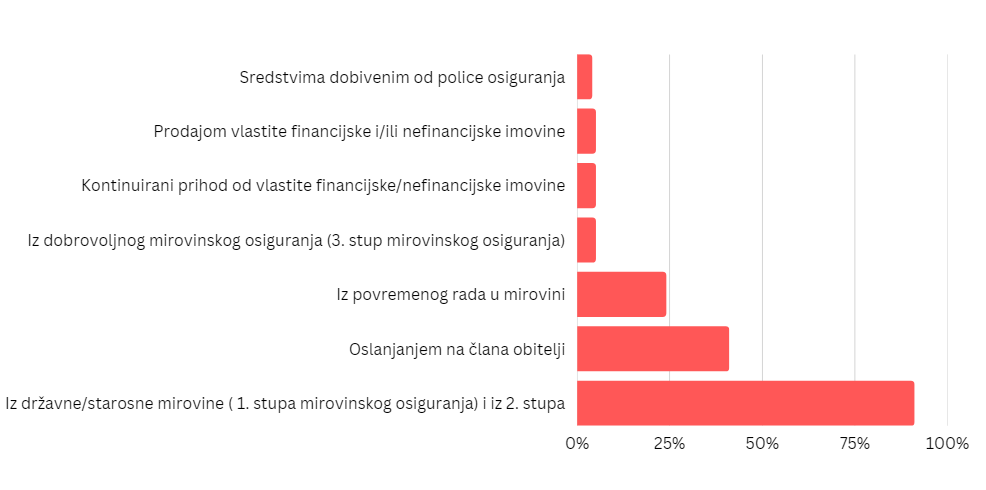 Sredstvima dobivenim od police osiguranja
Prodajom vlastite financijske i/ili nefinancijske imovine
Kontinuirani prihod od vlastite financijske/nefinancijske imovine
Iz dobrovoljnog mirovinskog osiguranja (3. stup mirovinskog osiguranja)
Iz povremenog rada u mirovini
Oslanjanjem na člana obitelji
Iz državne/starosne mirovine ( 1. stupa mirovinskog osiguranja) i iz 2. stupa
0% 25% 50% 75% 100%